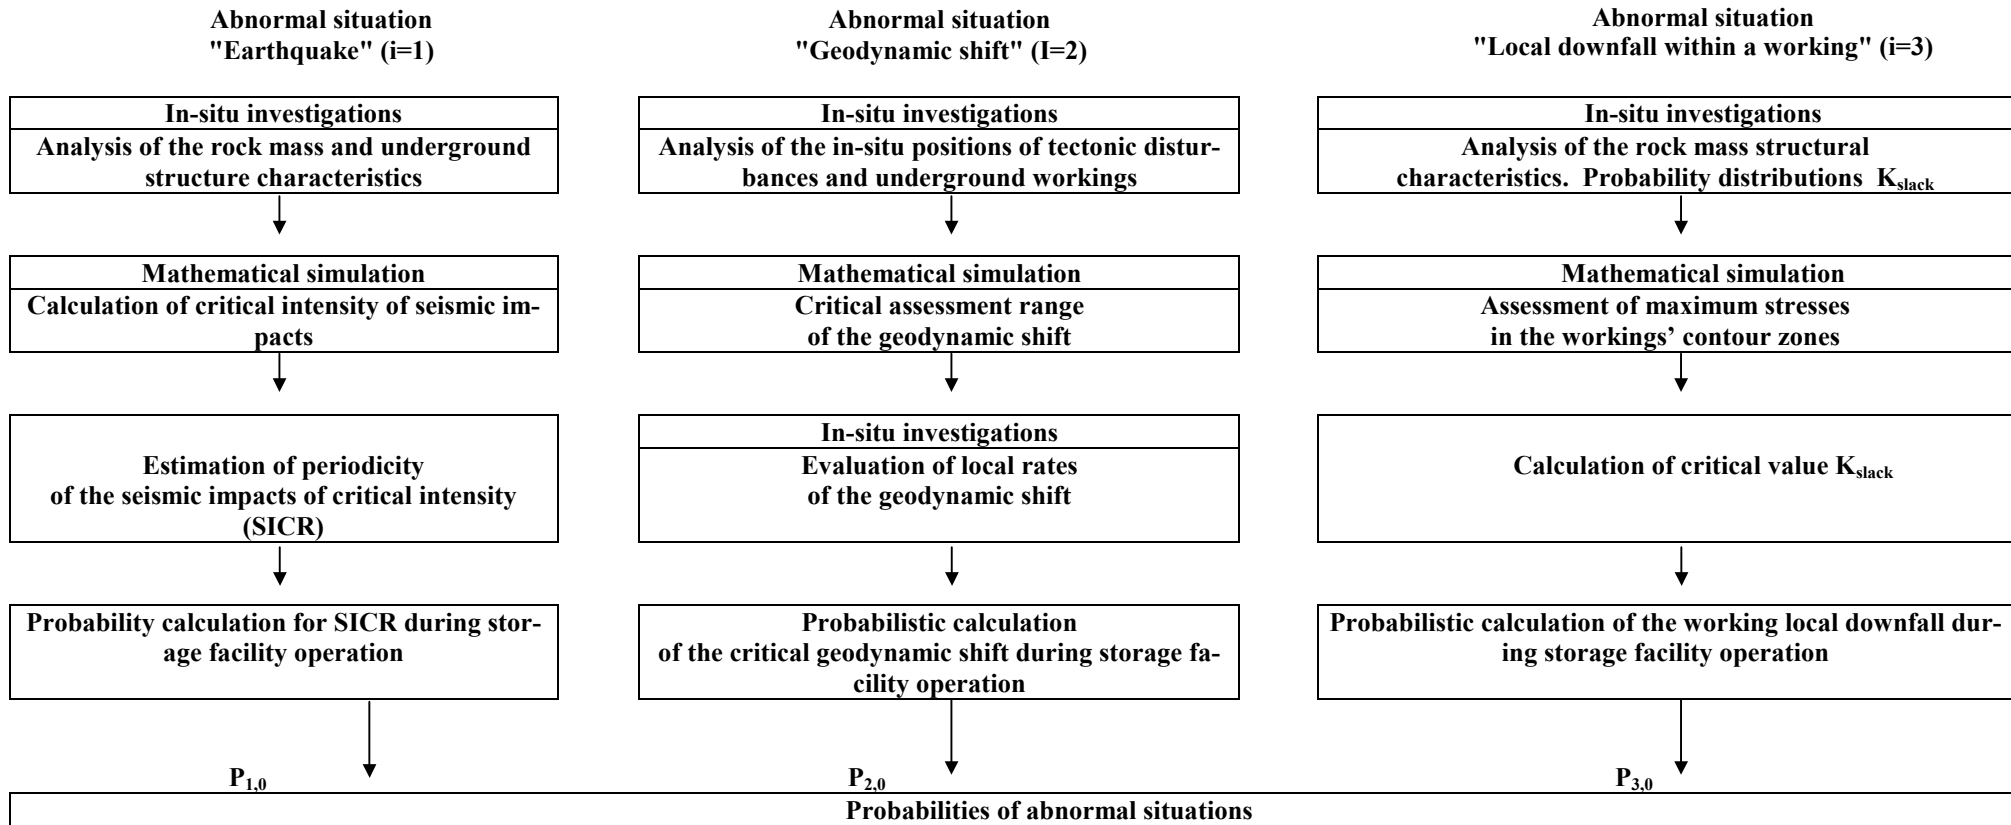 Abnormal situation
"Earthquake" (i=1)
In-situ investigations
Analysis of the rock mass and underground
structure characteristics
Mathematical simulation
Calculation of critical intensity of seismic im-
pacts
Estimation of periodicity
of the seismic impacts of critical intensity
(SICR)
Probability calculation for SICR during stor-
age facility operation
P1,0
Abnormal situation
"Geodynamic shift" (I=2)
In-situ investigations
Analysis of the in-situ positions of tectonic distur-
bances and underground workings
Mathematical simulation
Critical assessment range
of the geodynamic shift
In-situ investigations
Evaluation of local rates
of the geodynamic shift
Probabilistic calculation
of the critical geodynamic shift during storage fa-
cility operation
P2,0
Abnormal situation
"Local downfall within a working" (i=3)
In-situ investigations
Analysis of the rock mass structural
characteristics. Probability distributions Kslack
Mathematical simulation
Assessment of maximum stresses
in the workings’ contour zones
Calculation of critical value Kslack
Probabilistic calculation of the working local downfall dur-
ing storage facility operation
P3,0
Probabilities of abnormal situations